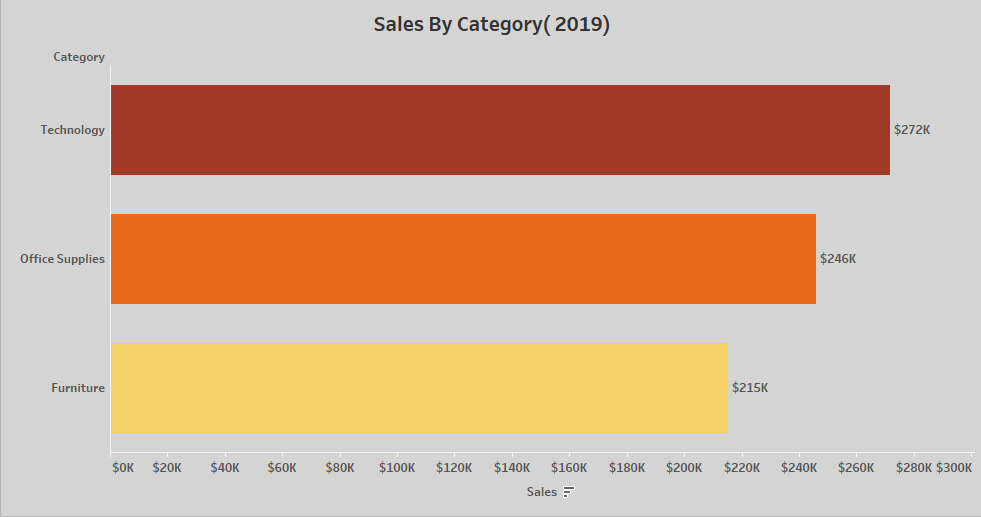 Sales By Category( 2019)
Category
Technology $272K
Office Supplies $246K
Furniture $215K
$0K $20K $40K $60K $80K $100K $120K $140K $160K $180K $200K $220K $240K $260K $280K $300K
Sales